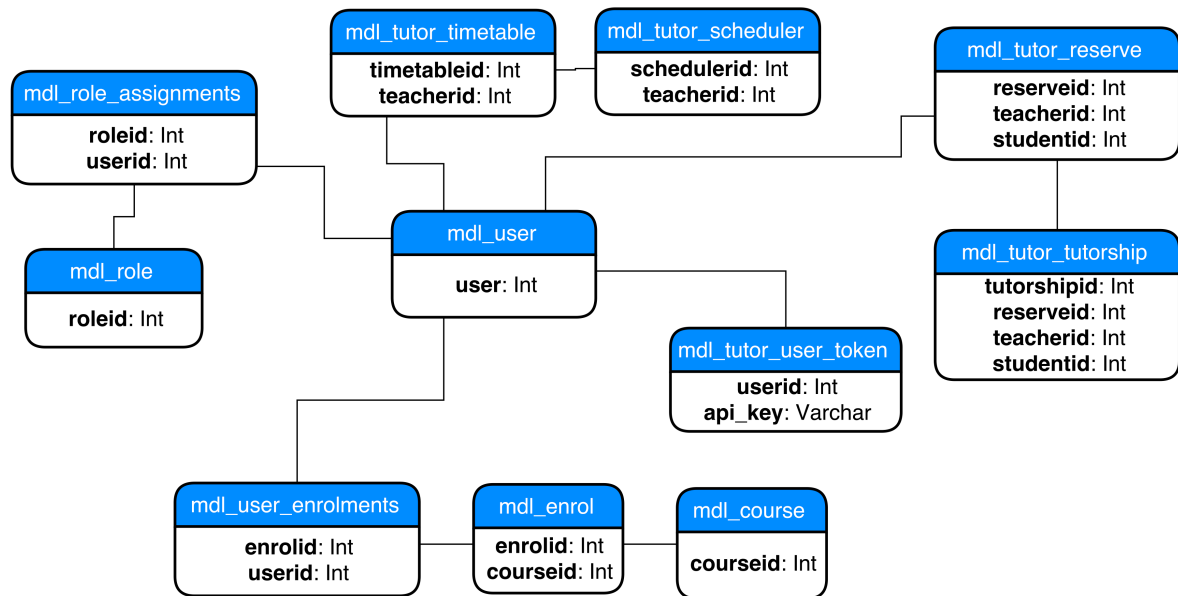 mdl_tutor_timetable
timetableid: Int
teacherid: Int
mdl_tutor_scheduler
schedulerid: Int
teacherid: Int
mdl_tutor_reserve
reserveid: Int
teacherid: Int
studentid: Int
mdl_role_assignments
roleid: Int
userid: Int
mdl_role
roleid: Int
mdl_user
user: Int
mdl_tutor_tutorship
tutorshipid: Int
reserveid: Int
teacherid: Int
studentid: Int
mdl_tutor_user_token
userid: Int
api_key: Varchar
mdl_user_enrolments
enrolid: Int
userid: Int
mdl_enrol
enrolid: Int
courseid: Int
mdl_course
courseid: Int